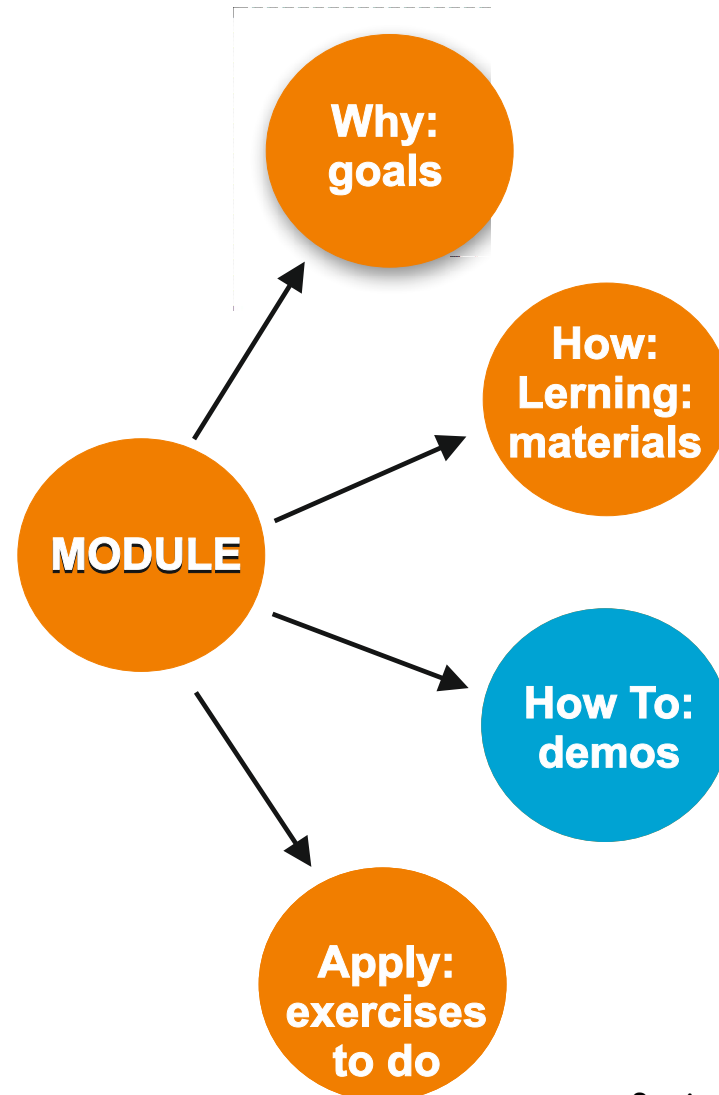 Why:
goals
How:
Lerning:
materials
MODULE
How To:
demos
Apply:
exercises
to do